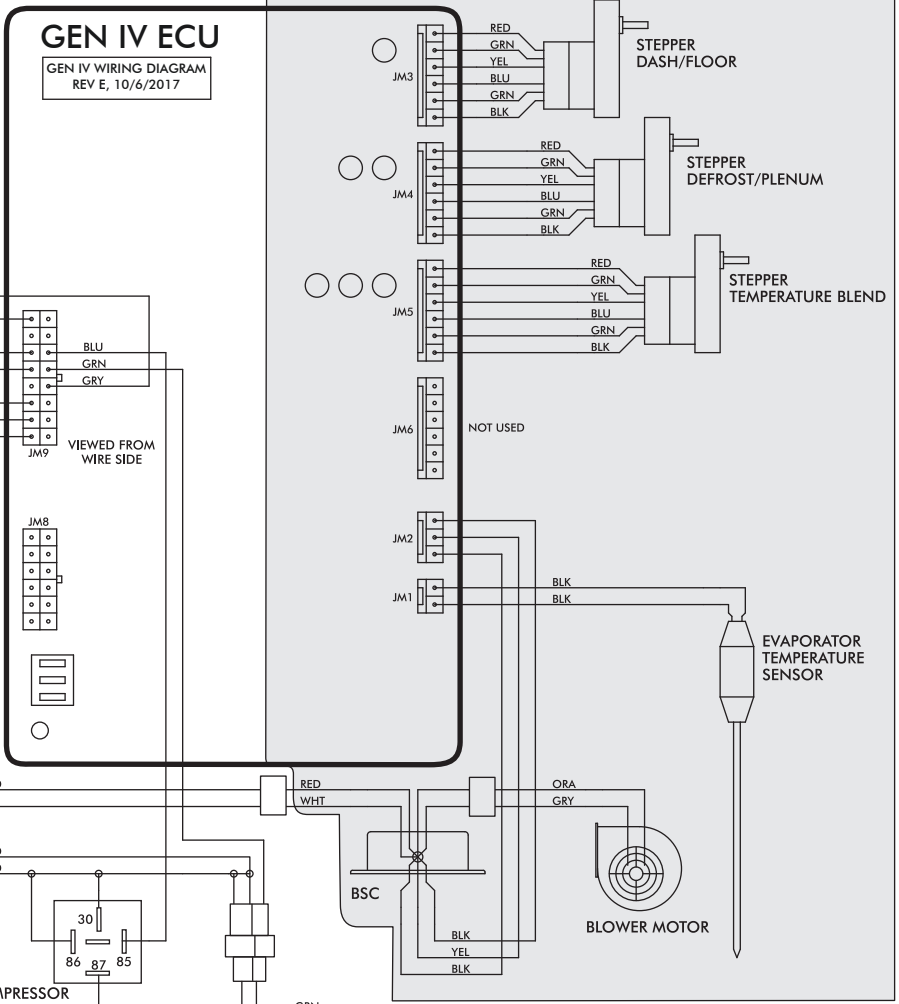 GEN IV ECU
GEN IV WIRING DIAGRAM
REV E, 10/6/2017
JM3
RED
GRN
YEL
BLU
GRN
BLK
STEPPER
DASH/FLOOR
JM4
RED
GRN
YEL
BLU
GRN
BLK
STEPPER
DEFROST/PLENUM
JM5
RED
GRN
YEL
BLU
GRN
BLK
STEPPER
TEMPERATURE BLEND
BLU
GRN
GRY
JM9
VIEWED FROM
WIRE SIDE
JM6
NOT USED
JM8
JM2
JM1
BLK
BLK
EVAPORATOR
TEMPERATURE
SENSOR
RED
WHT
ORA
GRY
BSC
BLOWER MOTOR
BLK
YEL
BLK
30
86
87
85
MPRESSOR
GRN